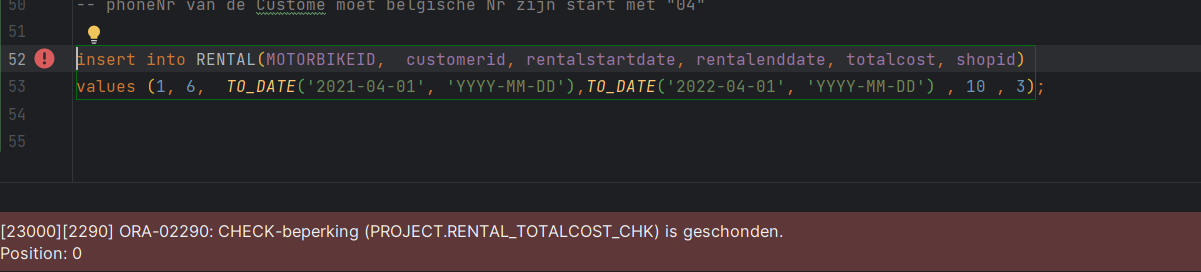 50 -- phoneNr van de Custome moet belgische Nr zijn start met "04"
51
52 insert into RENTAL(MOTORBIKEID,  customerid, rentalstartdate, rentalenddate, totalcost, shopid)
53 values (1, 6,  TO_DATE('2021-04-01', 'YYYY-MM-DD'),TO_DATE('2022-04-01', 'YYYY-MM-DD') , 10 , 3);
54
55
[23000][2290] ORA-02290: CHECK-beperking (PROJECT.RENTAL_TOTALCOST_CHK) is geschonden.
Position: 0